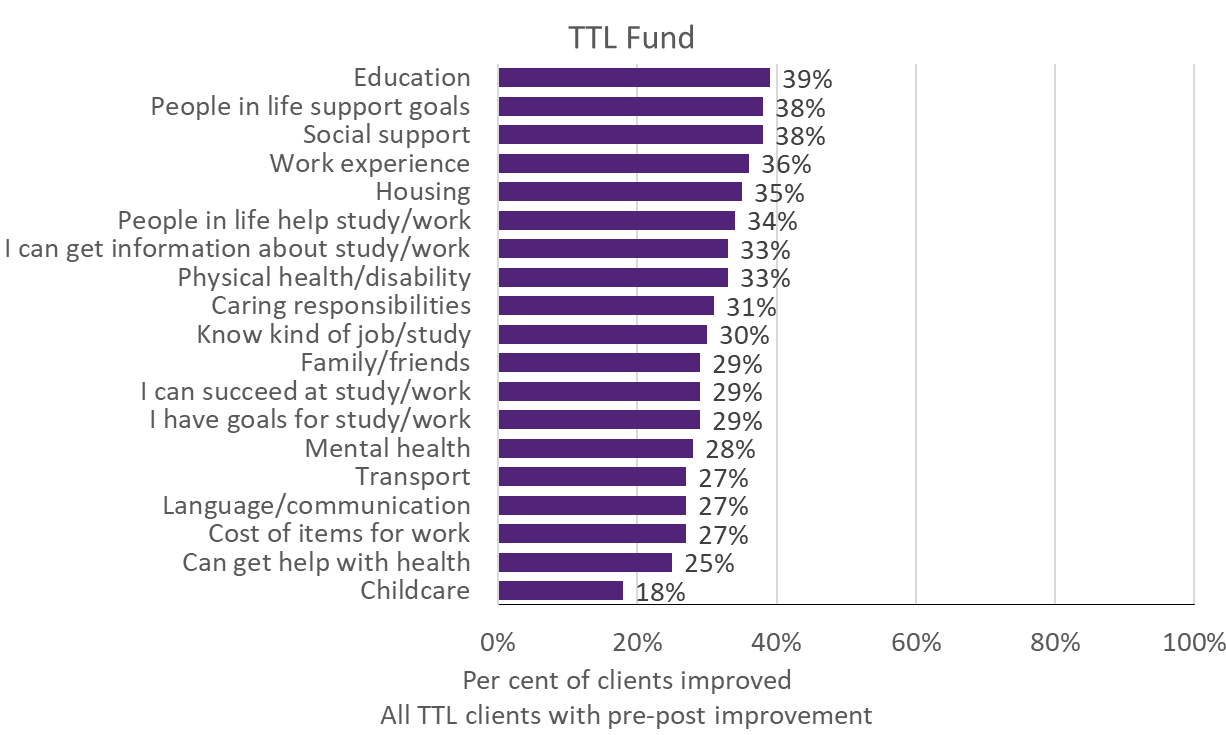 TTL Fund
Education 39%
People in life support goals 38%
Social support 38%
Work experience 36%
Housing 35%
People in life help study/work 34%
I can get information about study/work 33%
Physical health/disability 33%
Caring responsibilities 31%
Know kind of job/study 30%
Family/friends 29%
I can succeed at study/work 29%
I have goals for study/work 29%
Mental health 28%
Transport 27%
Language/communication 27%
Cost of items for work 27%
Can get help with health 25%
Childcare 18%
0% 20% 40% 60% 80% 100%
Per cent of clients improved
All TTL clients with pre-post improvement